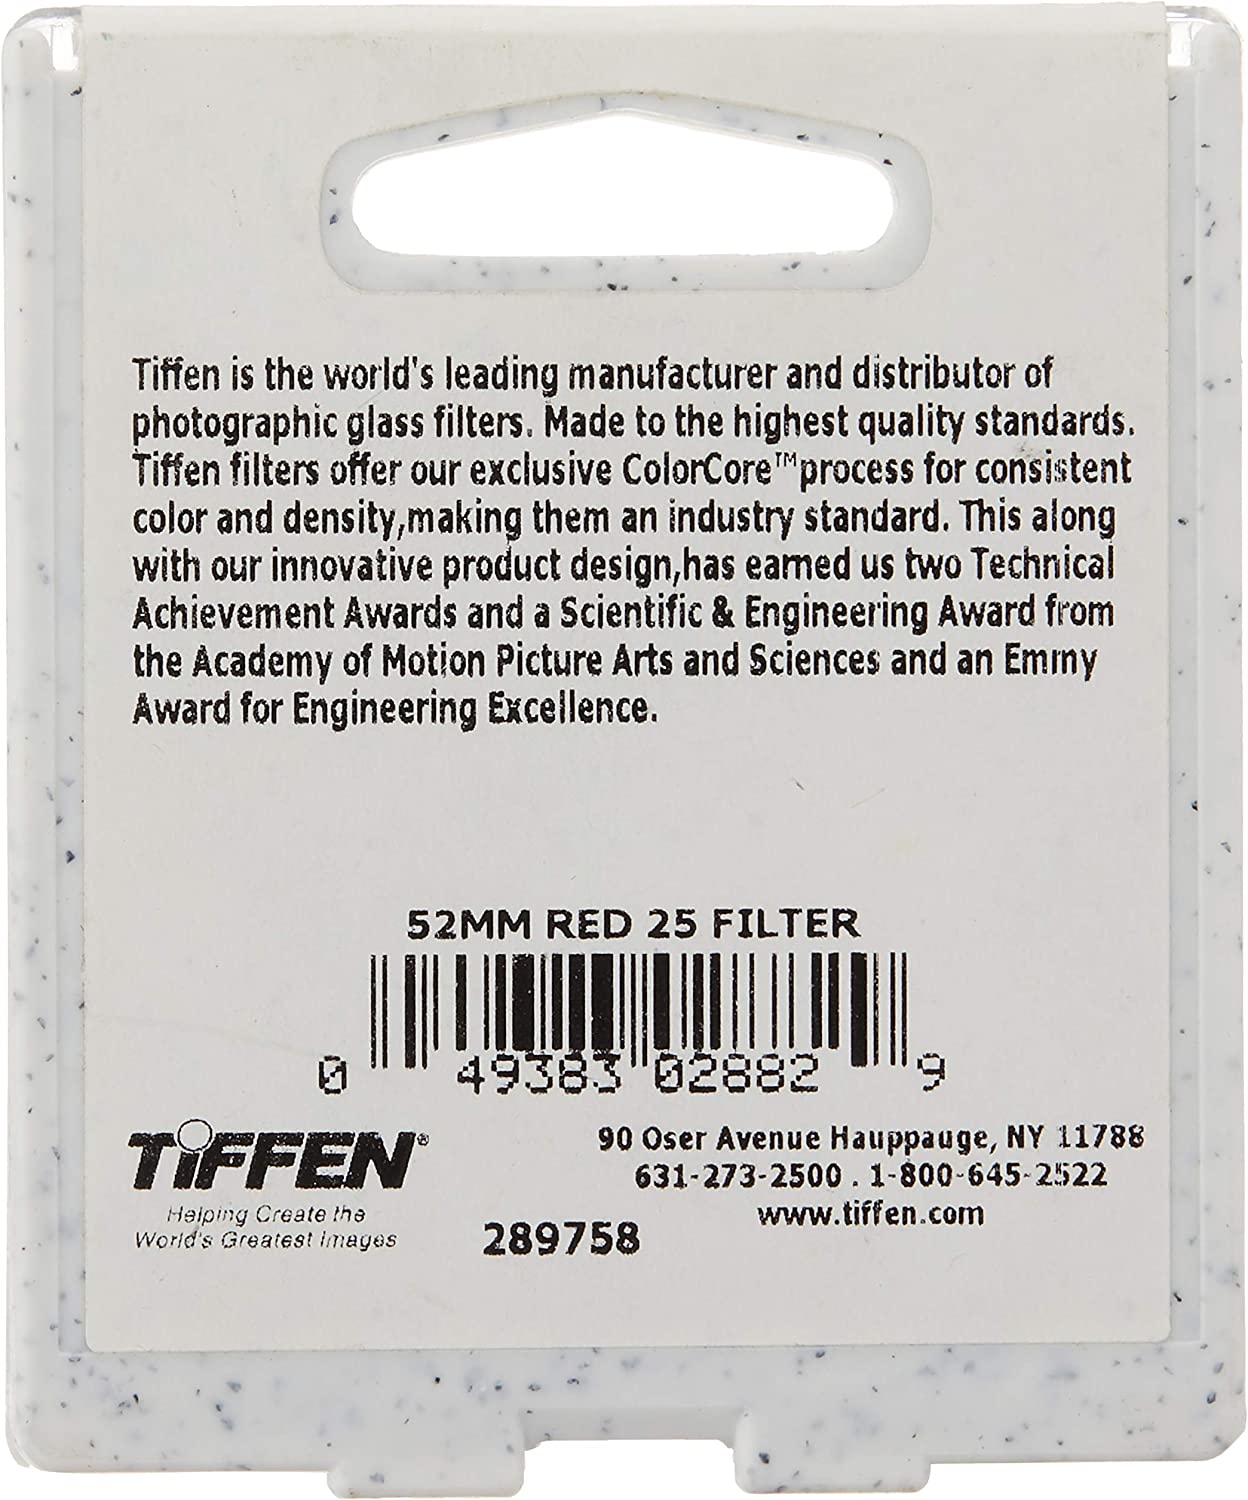 Tiffen is the world's leading manufacturer and distributor of
photographic glass filters. Made to the highest quality standards.
Tiffen filters offer our exclusive ColorCore™process for consistent
color and density,making them an industry standard. This along
with our innovative product design,has earned us two Technical
Achievement Awards and a Scientific & Engineering Award from
the Academy of Motion Picture Arts and Sciences and an Emmy
Award for Engineering Excellence.
52MM RED 25 FILTER
0 49383 02882 9
TiFFEN®
Helping Create the
World's Greatest Images
289758
90 Oser Avenue Hauppauge, NY 11788
631-273-2500 . 1-800-645-2522
www.tiffen.com